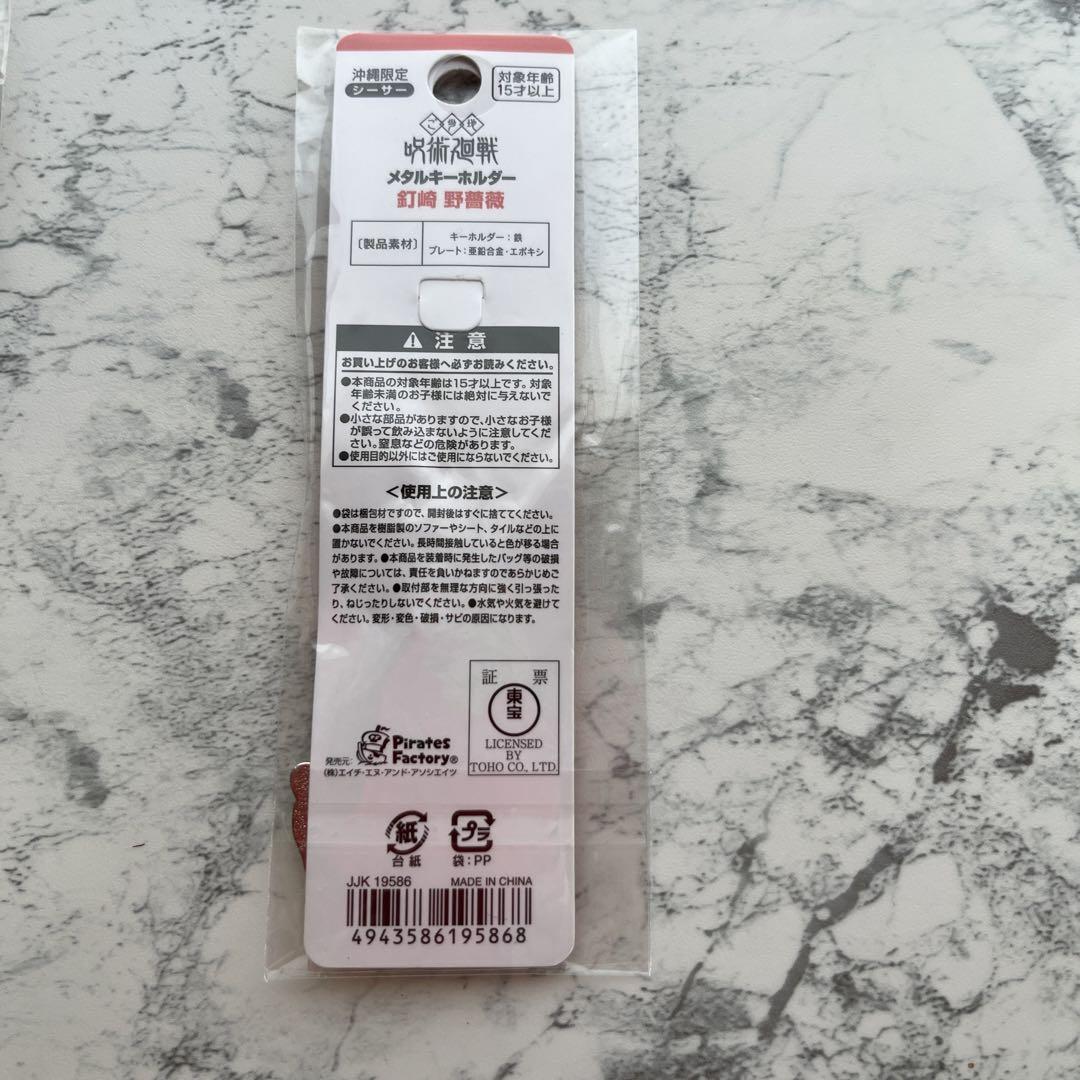 沖縄限定
シーサー
対象年齢
15才以上
ご当地
呪術廻戦
メタルキーホルダー
釘崎 野薔薇
〔製品素材〕
キーホルダー：鉄
プレート：亜鉛合金・エポキシ
注意
お買い上げのお客様へ必ずお読みください。
●本商品の対象年齢は15才以上です。対象
年齢未満のお子様には絶対に与えないで
ください。
●小さな部品がありますので、小さなお子様
が誤って飲み込まないように注意してくだ
さい。窒息などの危険があります。
●使用目的以外にはご使用にならないでください。
＜使用上の注意＞
●袋は梱包材ですので、開封後はすぐに捨ててください。
●本商品を樹脂製のソファーやシート、タイルなどの上に
置かないでください。長時間接触していると色が移る場合
があります。●本商品を装着時に発生したバッグ等の破損
や故障については、責任を負いかねますのであらかじめご
了承ください。●取付部を無理な方向に強く引っ張った
り、ねじったりしないでください。●水気や火気を避けて
ください。変形・変色・破損・サビの原因になります。
証 票
東宝
LICENSED
BY
TOHO CO., LTD.
Pirates
Factory®
発売元：
(株)エイチ・エヌ・アンド・アソシエイツ
紙
台紙
プラ
袋：PP
JJK 19586
MADE IN CHINA
4943586195868